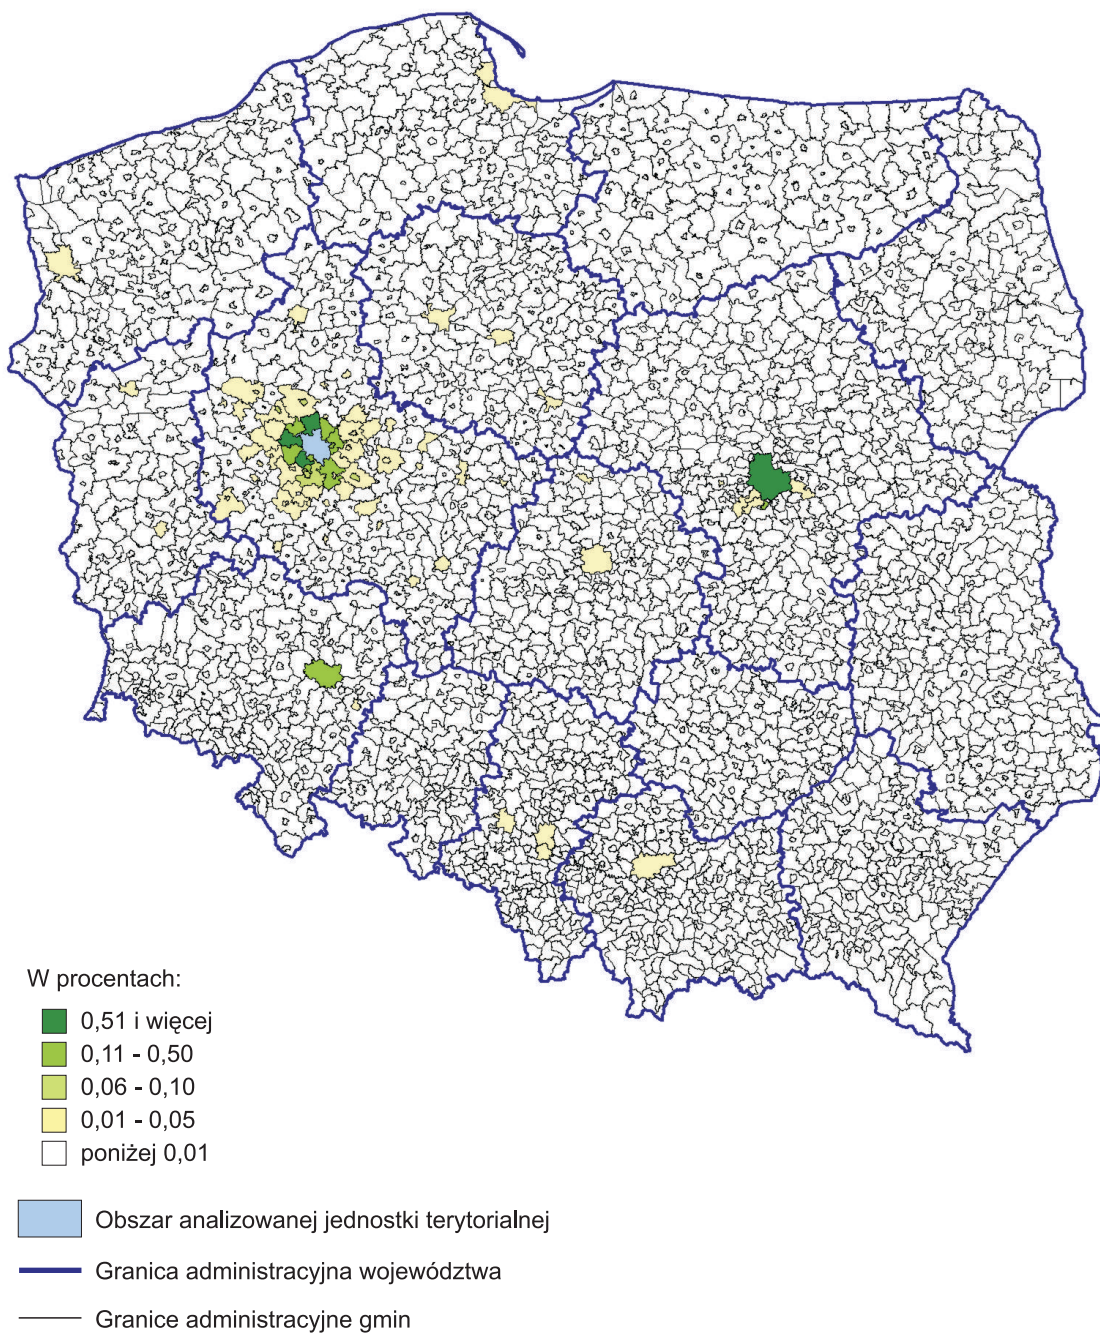 W procentach:
0,51 i więcej
0,11 - 0,50
0,06 - 0,10
0,01 - 0,05
poniżej 0,01
Obszar analizowanej jednostki terytorialnej
Granica administracyjna województwa
Granice administracyjne gmin